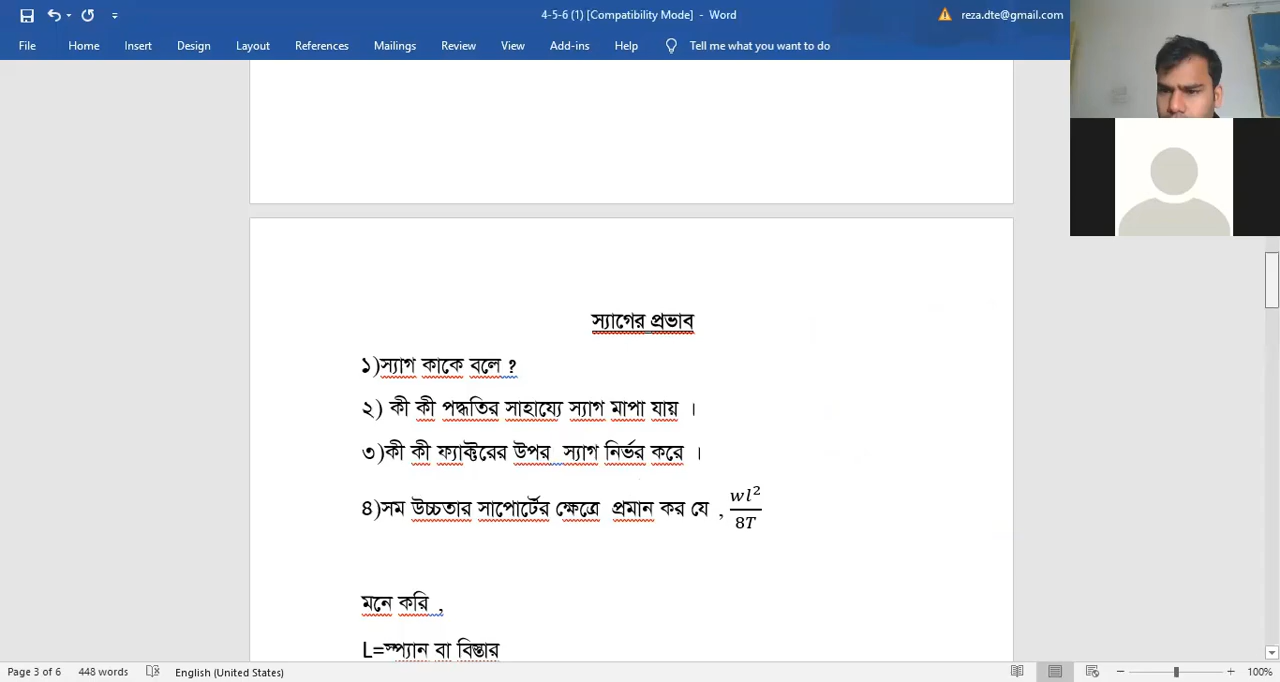 4-5-6 (1) [Compatibility Mode] - Word
reza.dte@gmail.com
File Home Insert Design Layout References Mailings Review View Add-ins Help Tell me what you want to do
স্যাগের প্রভাব
১)স্যাগ কাকে বলে ?
২) কী কী পদ্ধতির সাহায্যে স্যাগ মাপা যায় ।
৩)কী কী ফ্যাক্টরের উপর স্যাগ নির্ভর করে ।
8)সম উচ্চতার সাপোর্টের ক্ষেত্রে প্রমান কর যে , wl²/8T
মনে করি ,
L=স্প্যান বা বিস্তার
Page 3 of 6 448 words English (United States) 100%